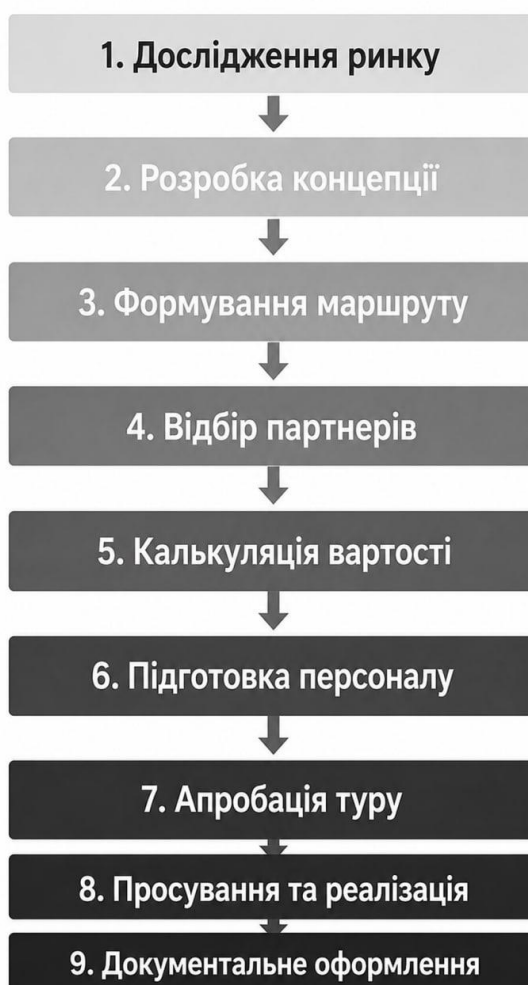 1. Дослідження ринку
2. Розробка концепції
3. Формування маршруту
4. Відбір партнерів
5. Калькуляція вартості
6. Підготовка персоналу
7. Апробація туру
8. Просування та реалізація
9. Документальне оформлення